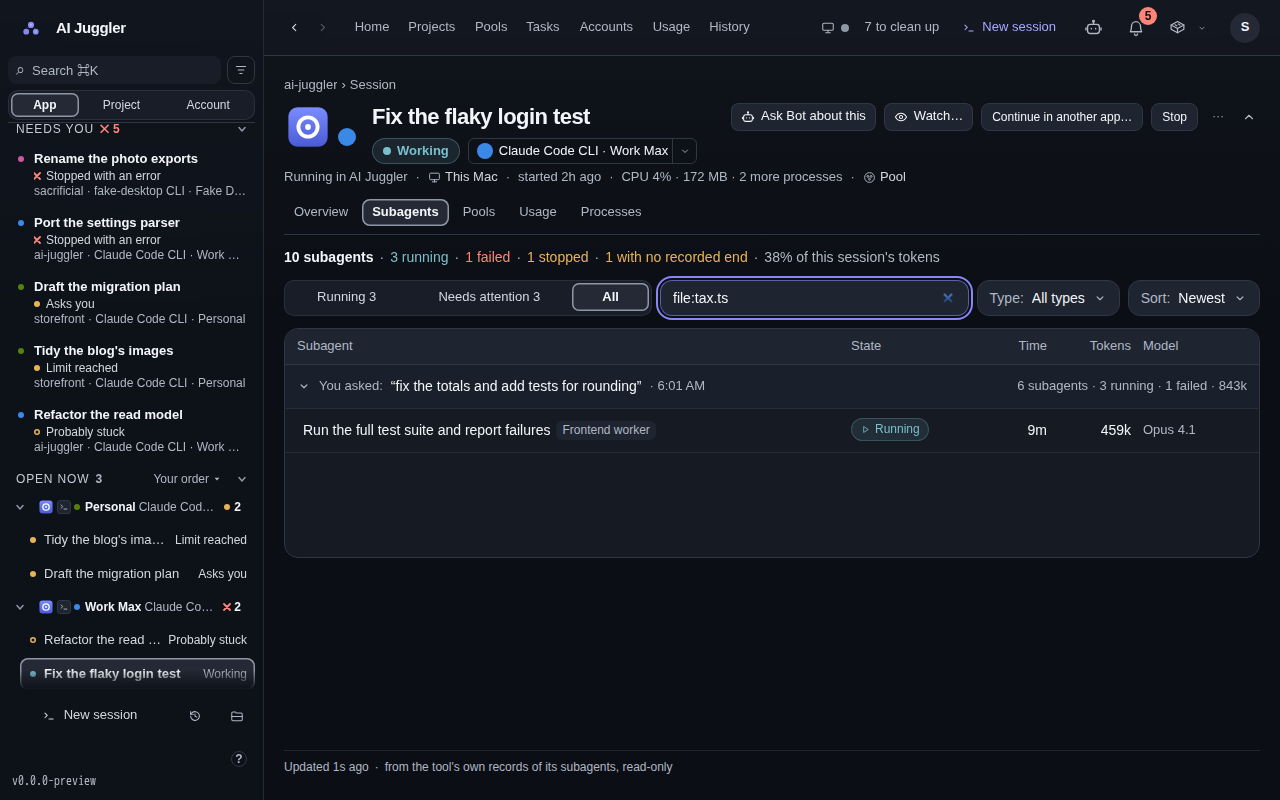 AI Juggler
Search ⌘K
App Project Account
NEEDS YOU 5
Rename the photo exports
Stopped with an error
sacrificial · fake-desktop CLI · Fake D…
Port the settings parser
Stopped with an error
ai-juggler · Claude Code CLI · Work …
Draft the migration plan
Asks you
storefront · Claude Code CLI · Personal
Tidy the blog's images
Limit reached
storefront · Claude Code CLI · Personal
Refactor the read model
Probably stuck
ai-juggler · Claude Code CLI · Work …
OPEN NOW 3 Your order
Personal Claude Cod… 2
Tidy the blog's ima… Limit reached
Draft the migration plan Asks you
Work Max Claude Co… 2
Refactor the read … Probably stuck
Fix the flaky login test Working
New session
?
v0.0.0-preview
Home Projects Pools Tasks Accounts Usage History 7 to clean up New session 5 S
ai-juggler › Session
Fix the flaky login test Ask Bot about this Watch… Continue in another app… Stop
Working Claude Code CLI · Work Max
Running in AI Juggler · This Mac · started 2h ago · CPU 4% · 172 MB · 2 more processes · Pool
Overview Subagents Pools Usage Processes
10 subagents · 3 running · 1 failed · 1 stopped · 1 with no recorded end · 38% of this session's tokens
Running 3 Needs attention 3 All file:tax.ts Type: All types Sort: Newest
Subagent State Time Tokens Model
You asked: “fix the totals and add tests for rounding” · 6:01 AM 6 subagents · 3 running · 1 failed · 843k
Run the full test suite and report failures Frontend worker Running 9m 459k Opus 4.1
Updated 1s ago · from the tool's own records of its subagents, read-only